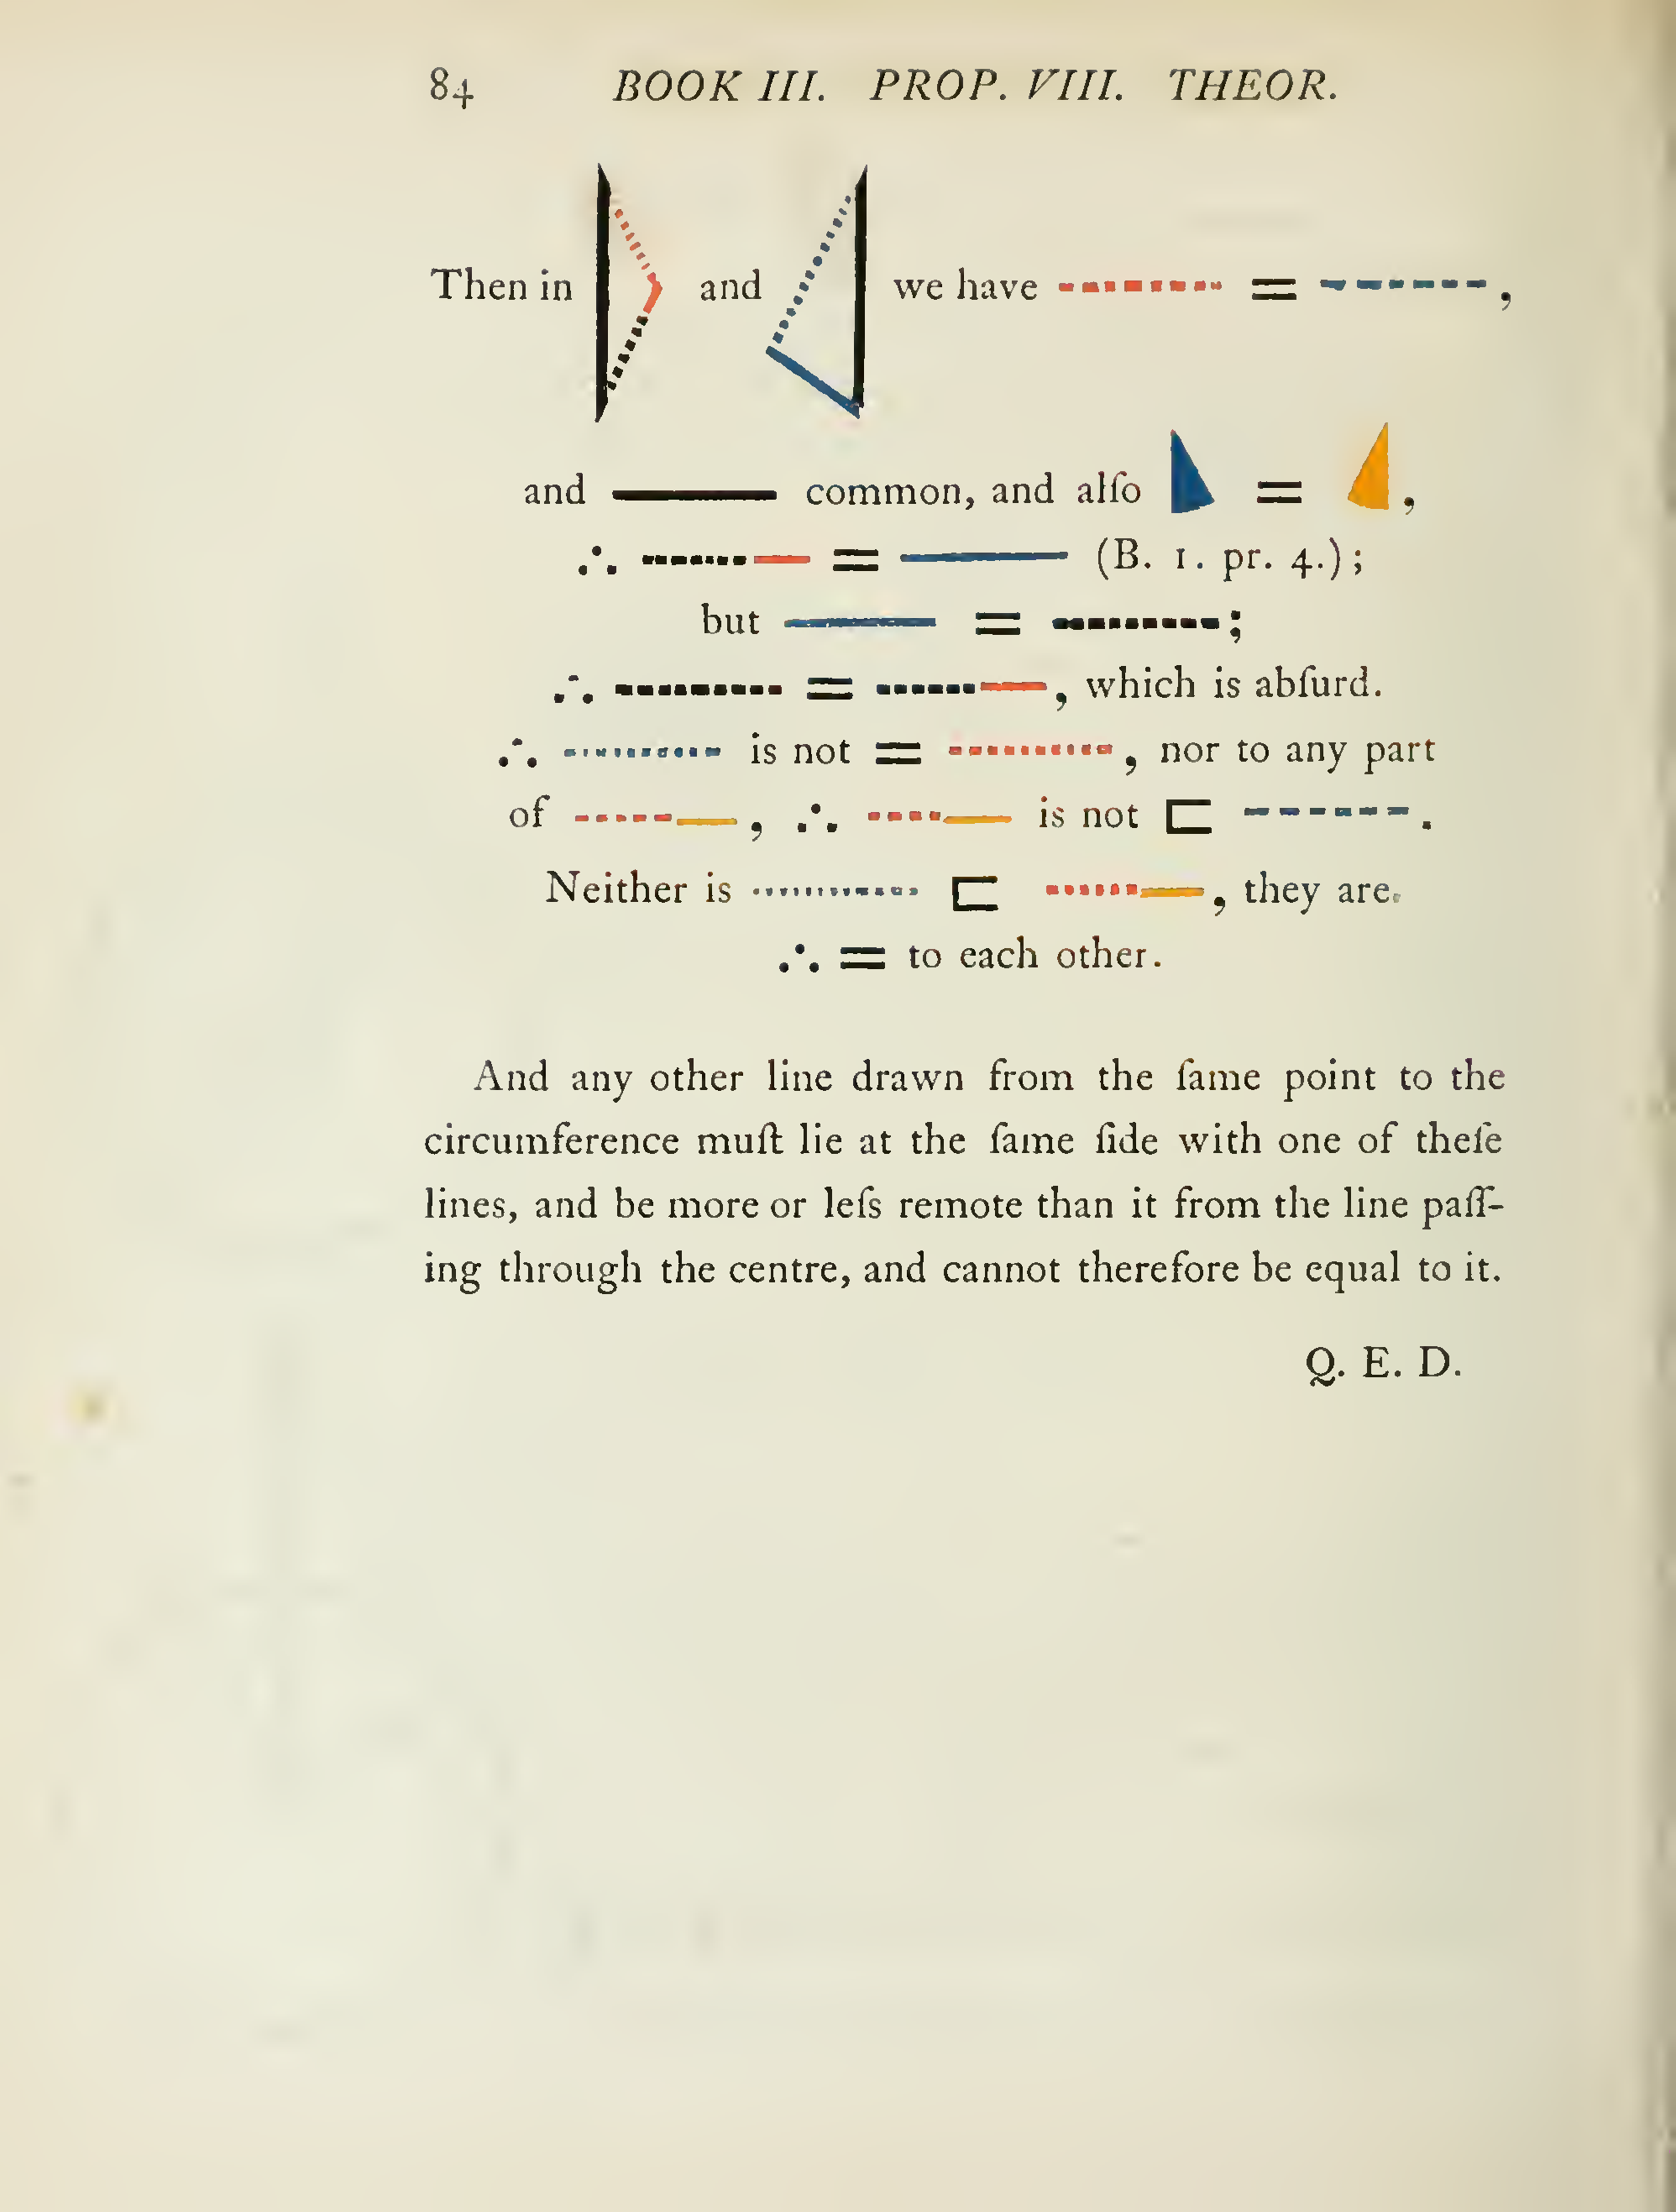 84 BOOK III. PROP. VIII. THEOR.
Then in and we have = ,
and common, and alſo = ,
∴ = (B. 1. pr. 4.);
but = ;
∴ = , which is abſurd.
∴ is not = , nor to any part
of , ∴ is not ⊏ .
Neither is ⊏ , they are
∴ = to each other.
And any other line drawn from the ſame point to the
circumference muſt lie at the ſame ſide with one of theſe
lines, and be more or leſs remote than it from the line paſſ-
ing through the centre, and cannot therefore be equal to it.
Q. E. D.